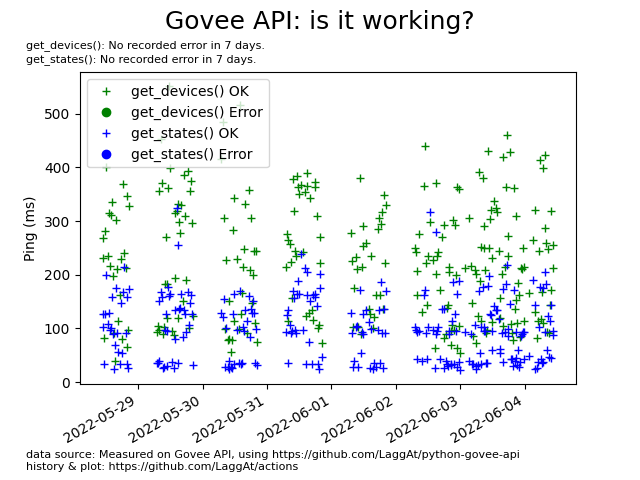 Govee API: is it working?
get_devices(): No recorded error in 7 days.
get_states(): No recorded error in 7 days.
get_devices() OK
get_devices() Error
get_states() OK
get_states() Error
Ping (ms)
500
400
300
200
100
0
2022-05-29
2022-05-30
2022-05-31
2022-06-01
2022-06-02
2022-06-03
2022-06-04
data source: Measured on Govee API, using https://github.com/LaggAt/python-govee-api
history & plot: https://github.com/LaggAt/actions